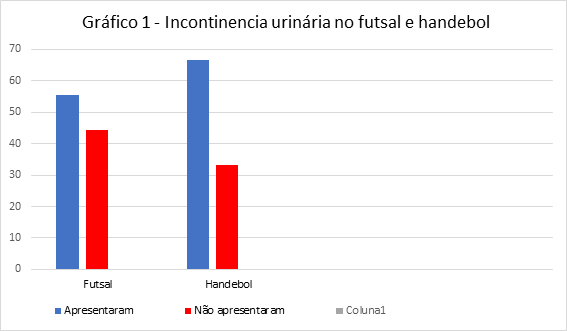 Gráfico 1 - Incontinencia urinária no futsal e handebol
70
60
50
40
30
20
10
0
Futsal Handebol
Apresentaram Não apresentaram Coluna1